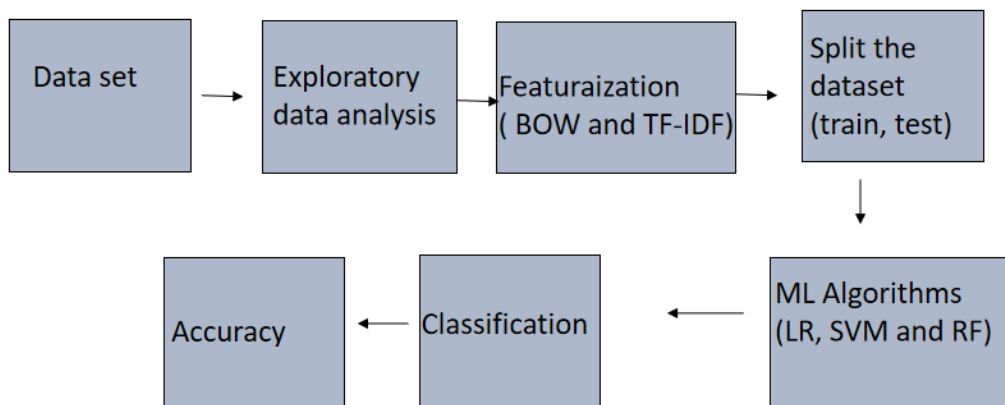 Data set
Exploratory
data analysis
Featuraization
( BOW and TF-IDF)
Split the
dataset
(train, test)
ML Algorithms
(LR, SVM and RF)
Classification
Accuracy